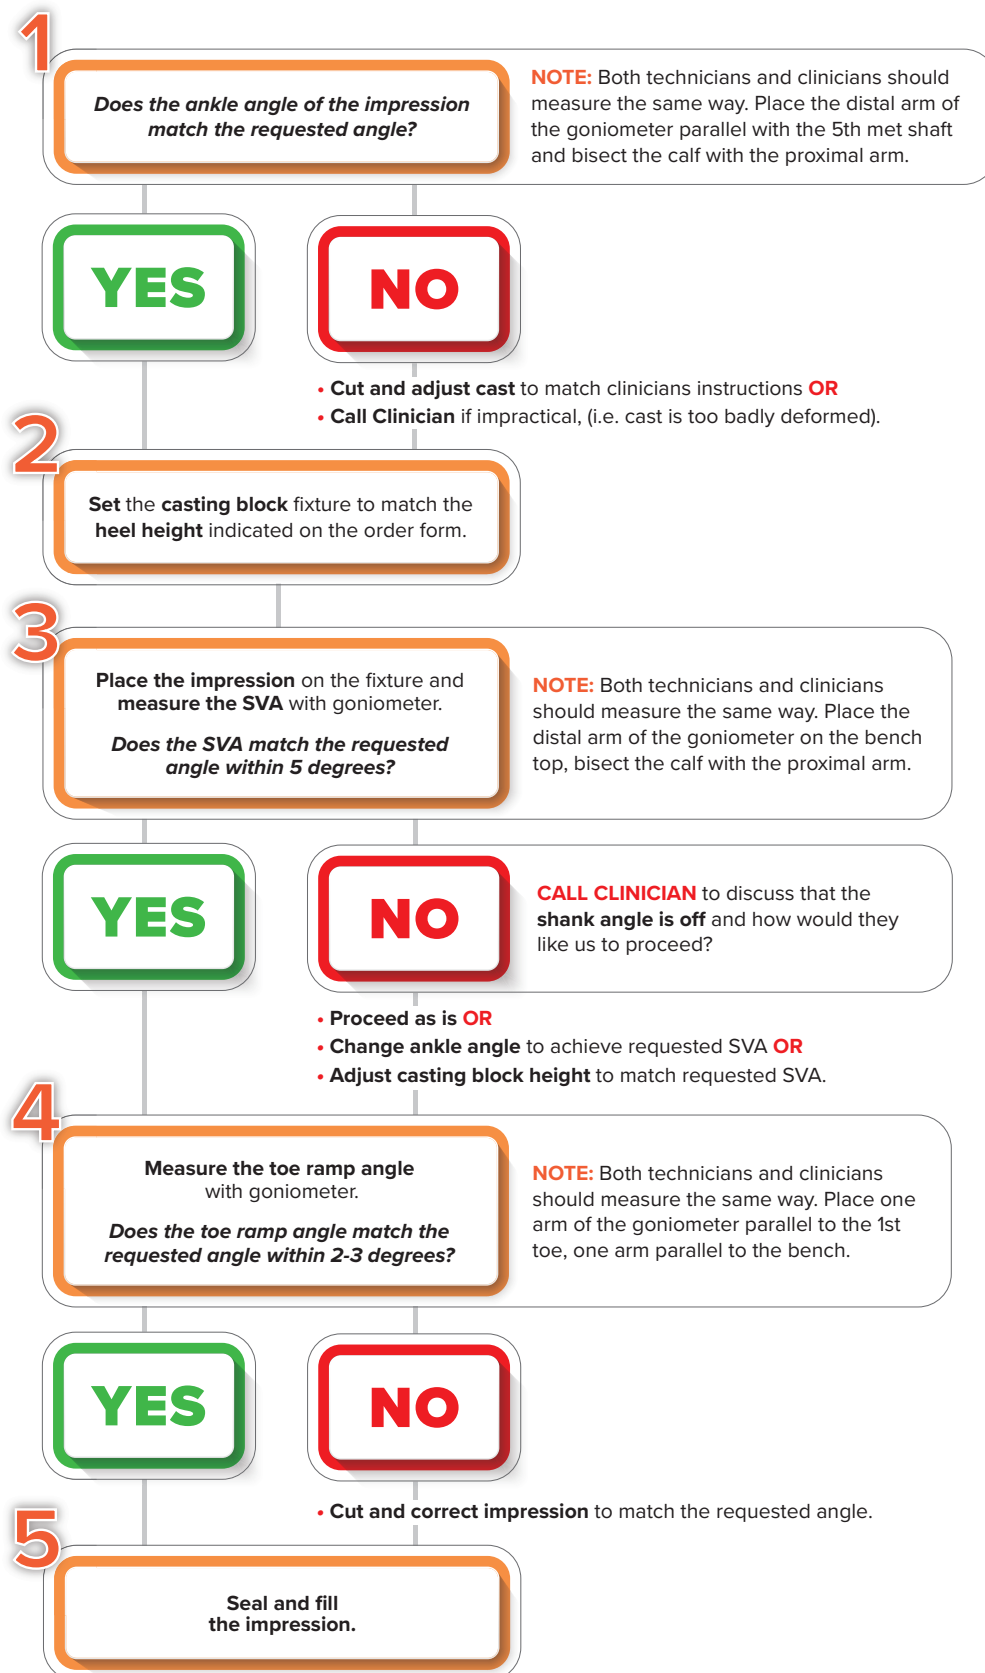 1
Does the ankle angle of the impression
match the requested angle?
NOTE: Both technicians and clinicians should
measure the same way. Place the distal arm of
the goniometer parallel with the 5th met shaft
and bisect the calf with the proximal arm.
YES
NO
• Cut and adjust cast to match clinicians instructions OR
• Call Clinician if impractical, (i.e. cast is too badly deformed).
2
Set the casting block fixture to match the
heel height indicated on the order form.
3
Place the impression on the fixture and
measure the SVA with goniometer.
Does the SVA match the requested
angle within 5 degrees?
NOTE: Both technicians and clinicians
should measure the same way. Place the
distal arm of the goniometer on the bench
top, bisect the calf with the proximal arm.
YES
NO
CALL CLINICIAN to discuss that the
shank angle is off and how would they
like us to proceed?
• Proceed as is OR
• Change ankle angle to achieve requested SVA OR
• Adjust casting block height to match requested SVA.
4
Measure the toe ramp angle
with goniometer.
Does the toe ramp angle match the
requested angle within 2-3 degrees?
NOTE: Both technicians and clinicians
should measure the same way. Place one
arm of the goniometer parallel to the 1st
toe, one arm parallel to the bench.
YES
NO
• Cut and correct impression to match the requested angle.
5
Seal and fill
the impression.